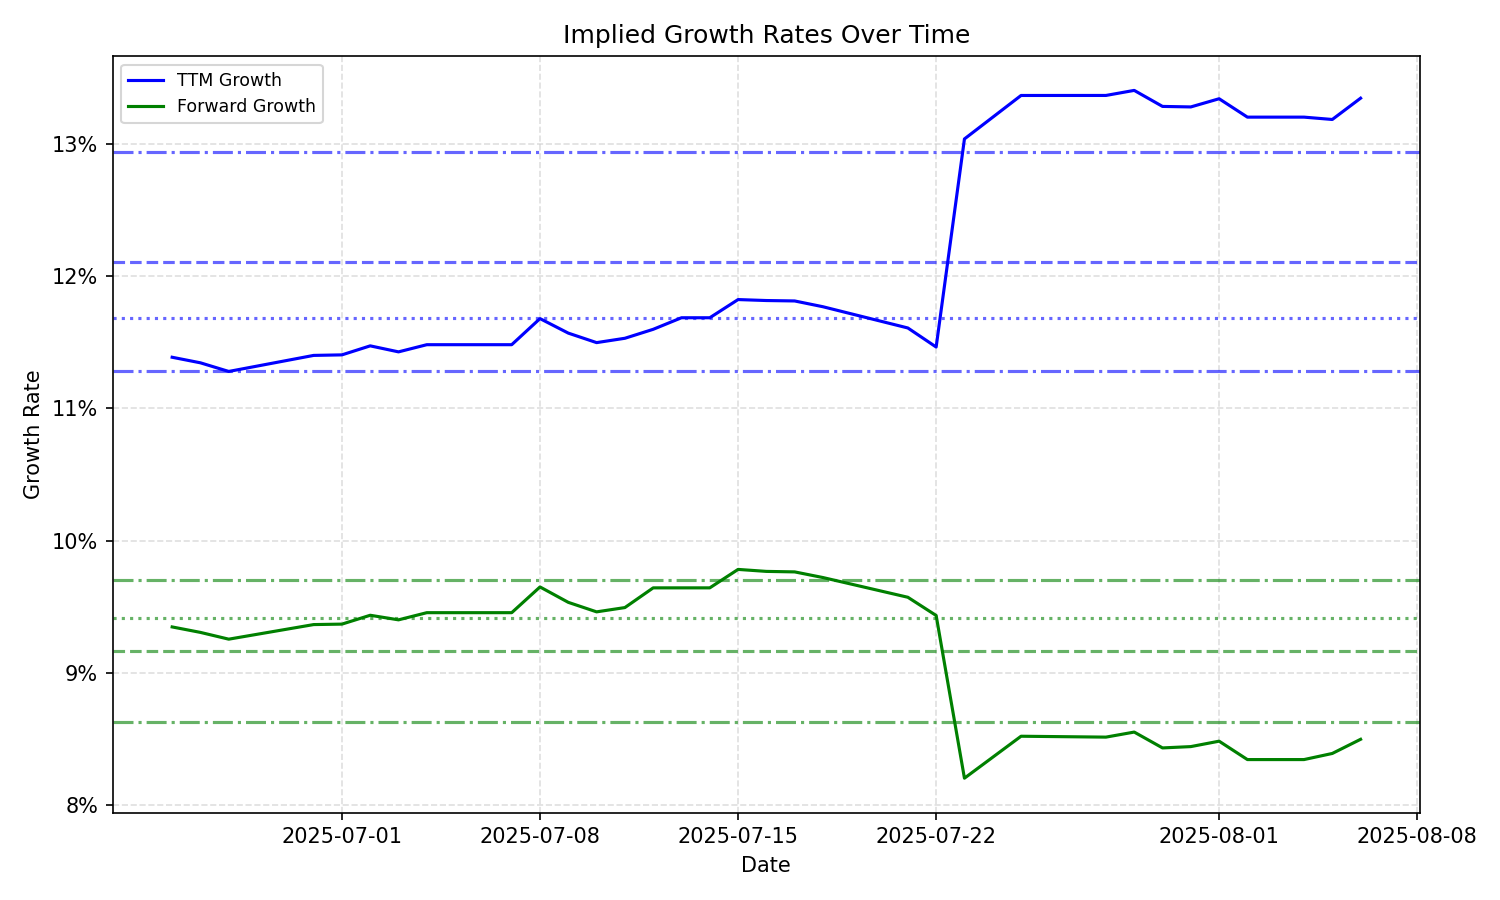 Implied Growth Rates Over Time
TTM Growth
Forward Growth
13%
12%
11%
10%
9%
8%
Growth Rate
2025-07-01
2025-07-08
2025-07-15
2025-07-22
2025-08-01
2025-08-08
Date